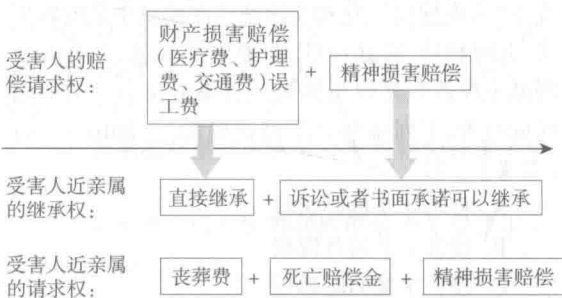 受害人的赔
偿请求权：
财产损害赔偿
（医疗费、护理
费、交通费）误
工费
+
精神损害赔偿
受害人近亲属
的继承权：
直接继承 + 诉讼或者书面承诺可以继承
受害人近亲属
的请求权：
丧葬费 + 死亡赔偿金 + 精神损害赔偿